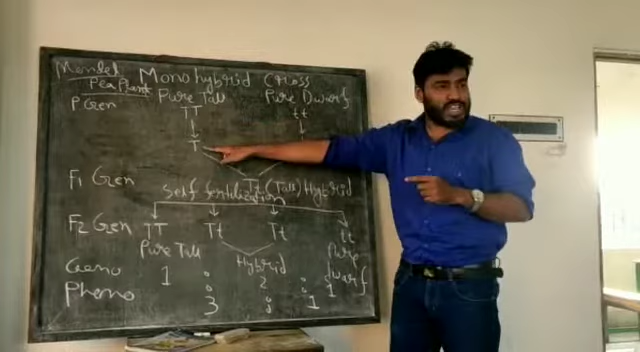 Mendel Monohybrid Cross
Pea Plant
P Gen Pure Tall Pure Dwarf
TT tt
T
F1 Gen Tt (Tall) Hybrid
Self fertilization
F2 Gen TT Tt Tt tt
Pure Tall Hybrid Pure Dwarf
Geno 1 : 2 : 1
Pheno 3 : 1